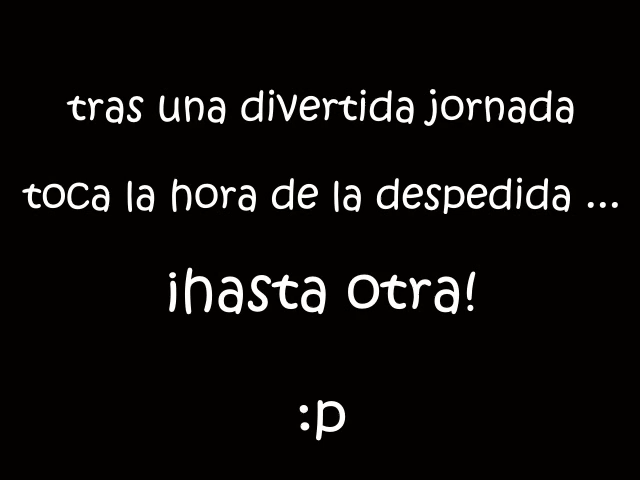 tras una divertida jornada
toca la hora de la despedida ...
¡hasta otra!
:p